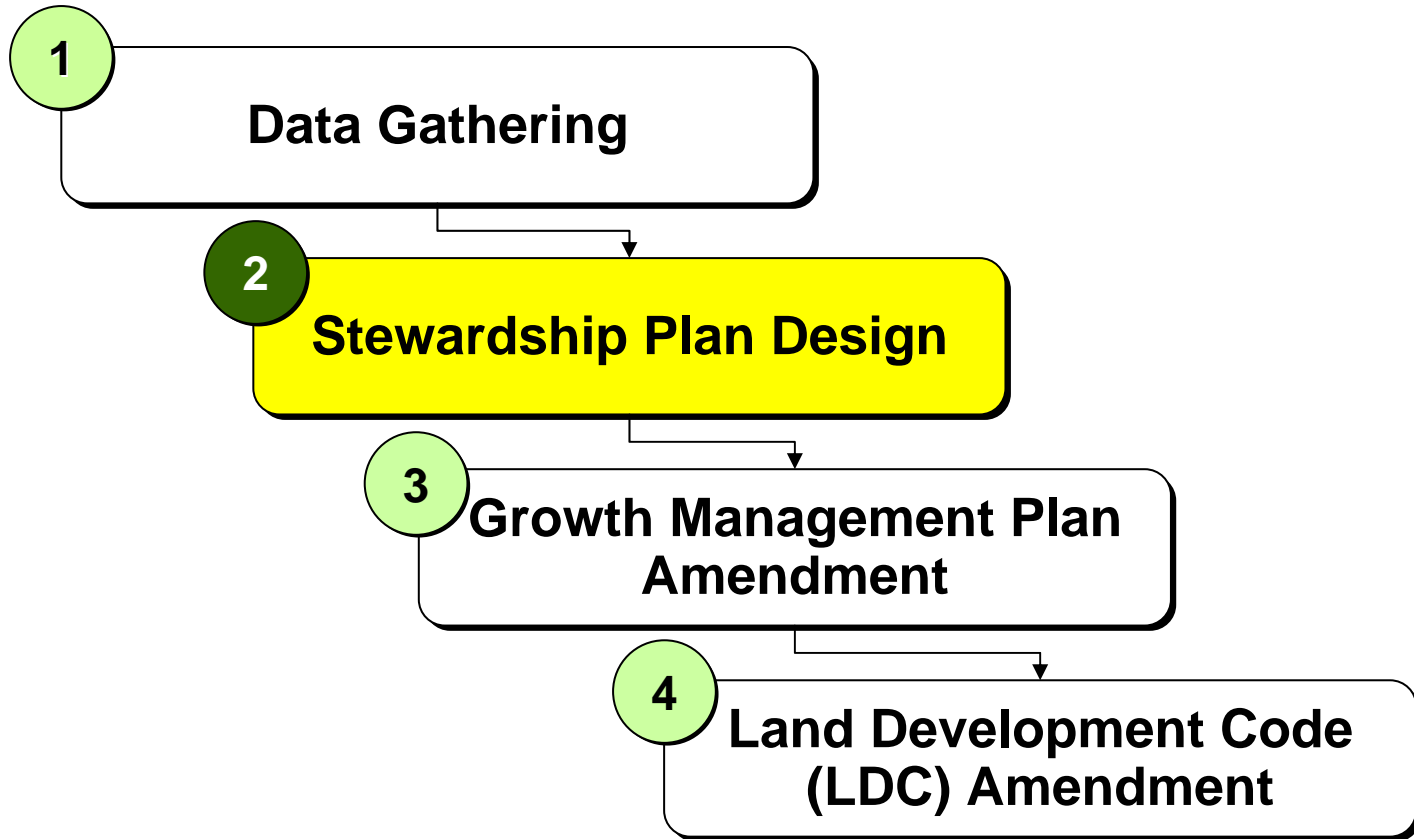 1
Data Gathering
2
Stewardship Plan Design
3
Growth Management Plan
Amendment
4
Land Development Code
(LDC) Amendment